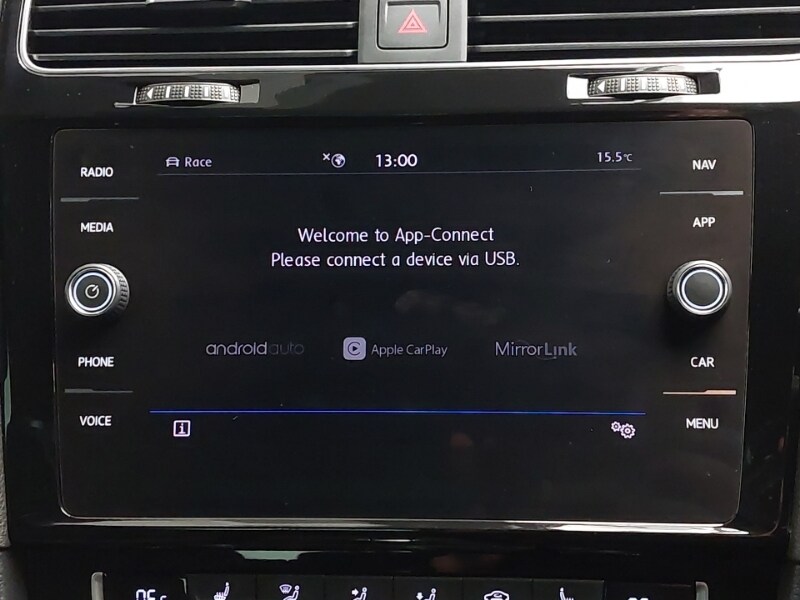 RADIO
MEDIA
PHONE
VOICE
Race
13:00
15.5°C
Welcome to App-Connect
Please connect a device via USB.
androidauto
Apple CarPlay
MirrorLink
i
NAV
APP
CAR
MENU